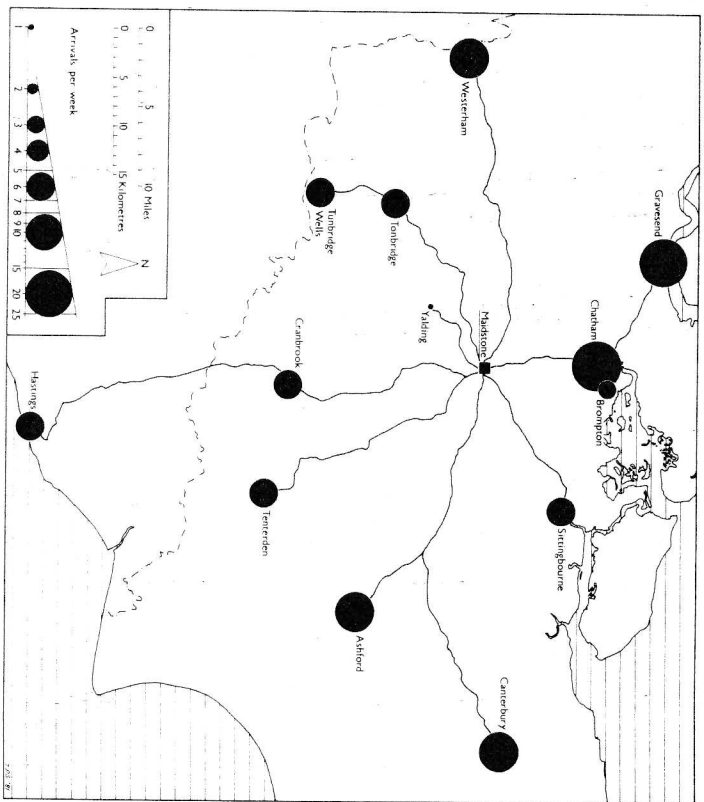 Gravesend
Chatham
Brompton
Sittingbourne
Westerham
Maidstone
Canterbury
Tonbridge
Yalding
Tunbridge
Wells
Ashford
Cranbrook
Tenterden
Hastings
N
0 5 10 Miles
0 5 10 15 Kilometres
Arrivals per week
1 2 3 4 5 6 7 8 9 10 15 20 25